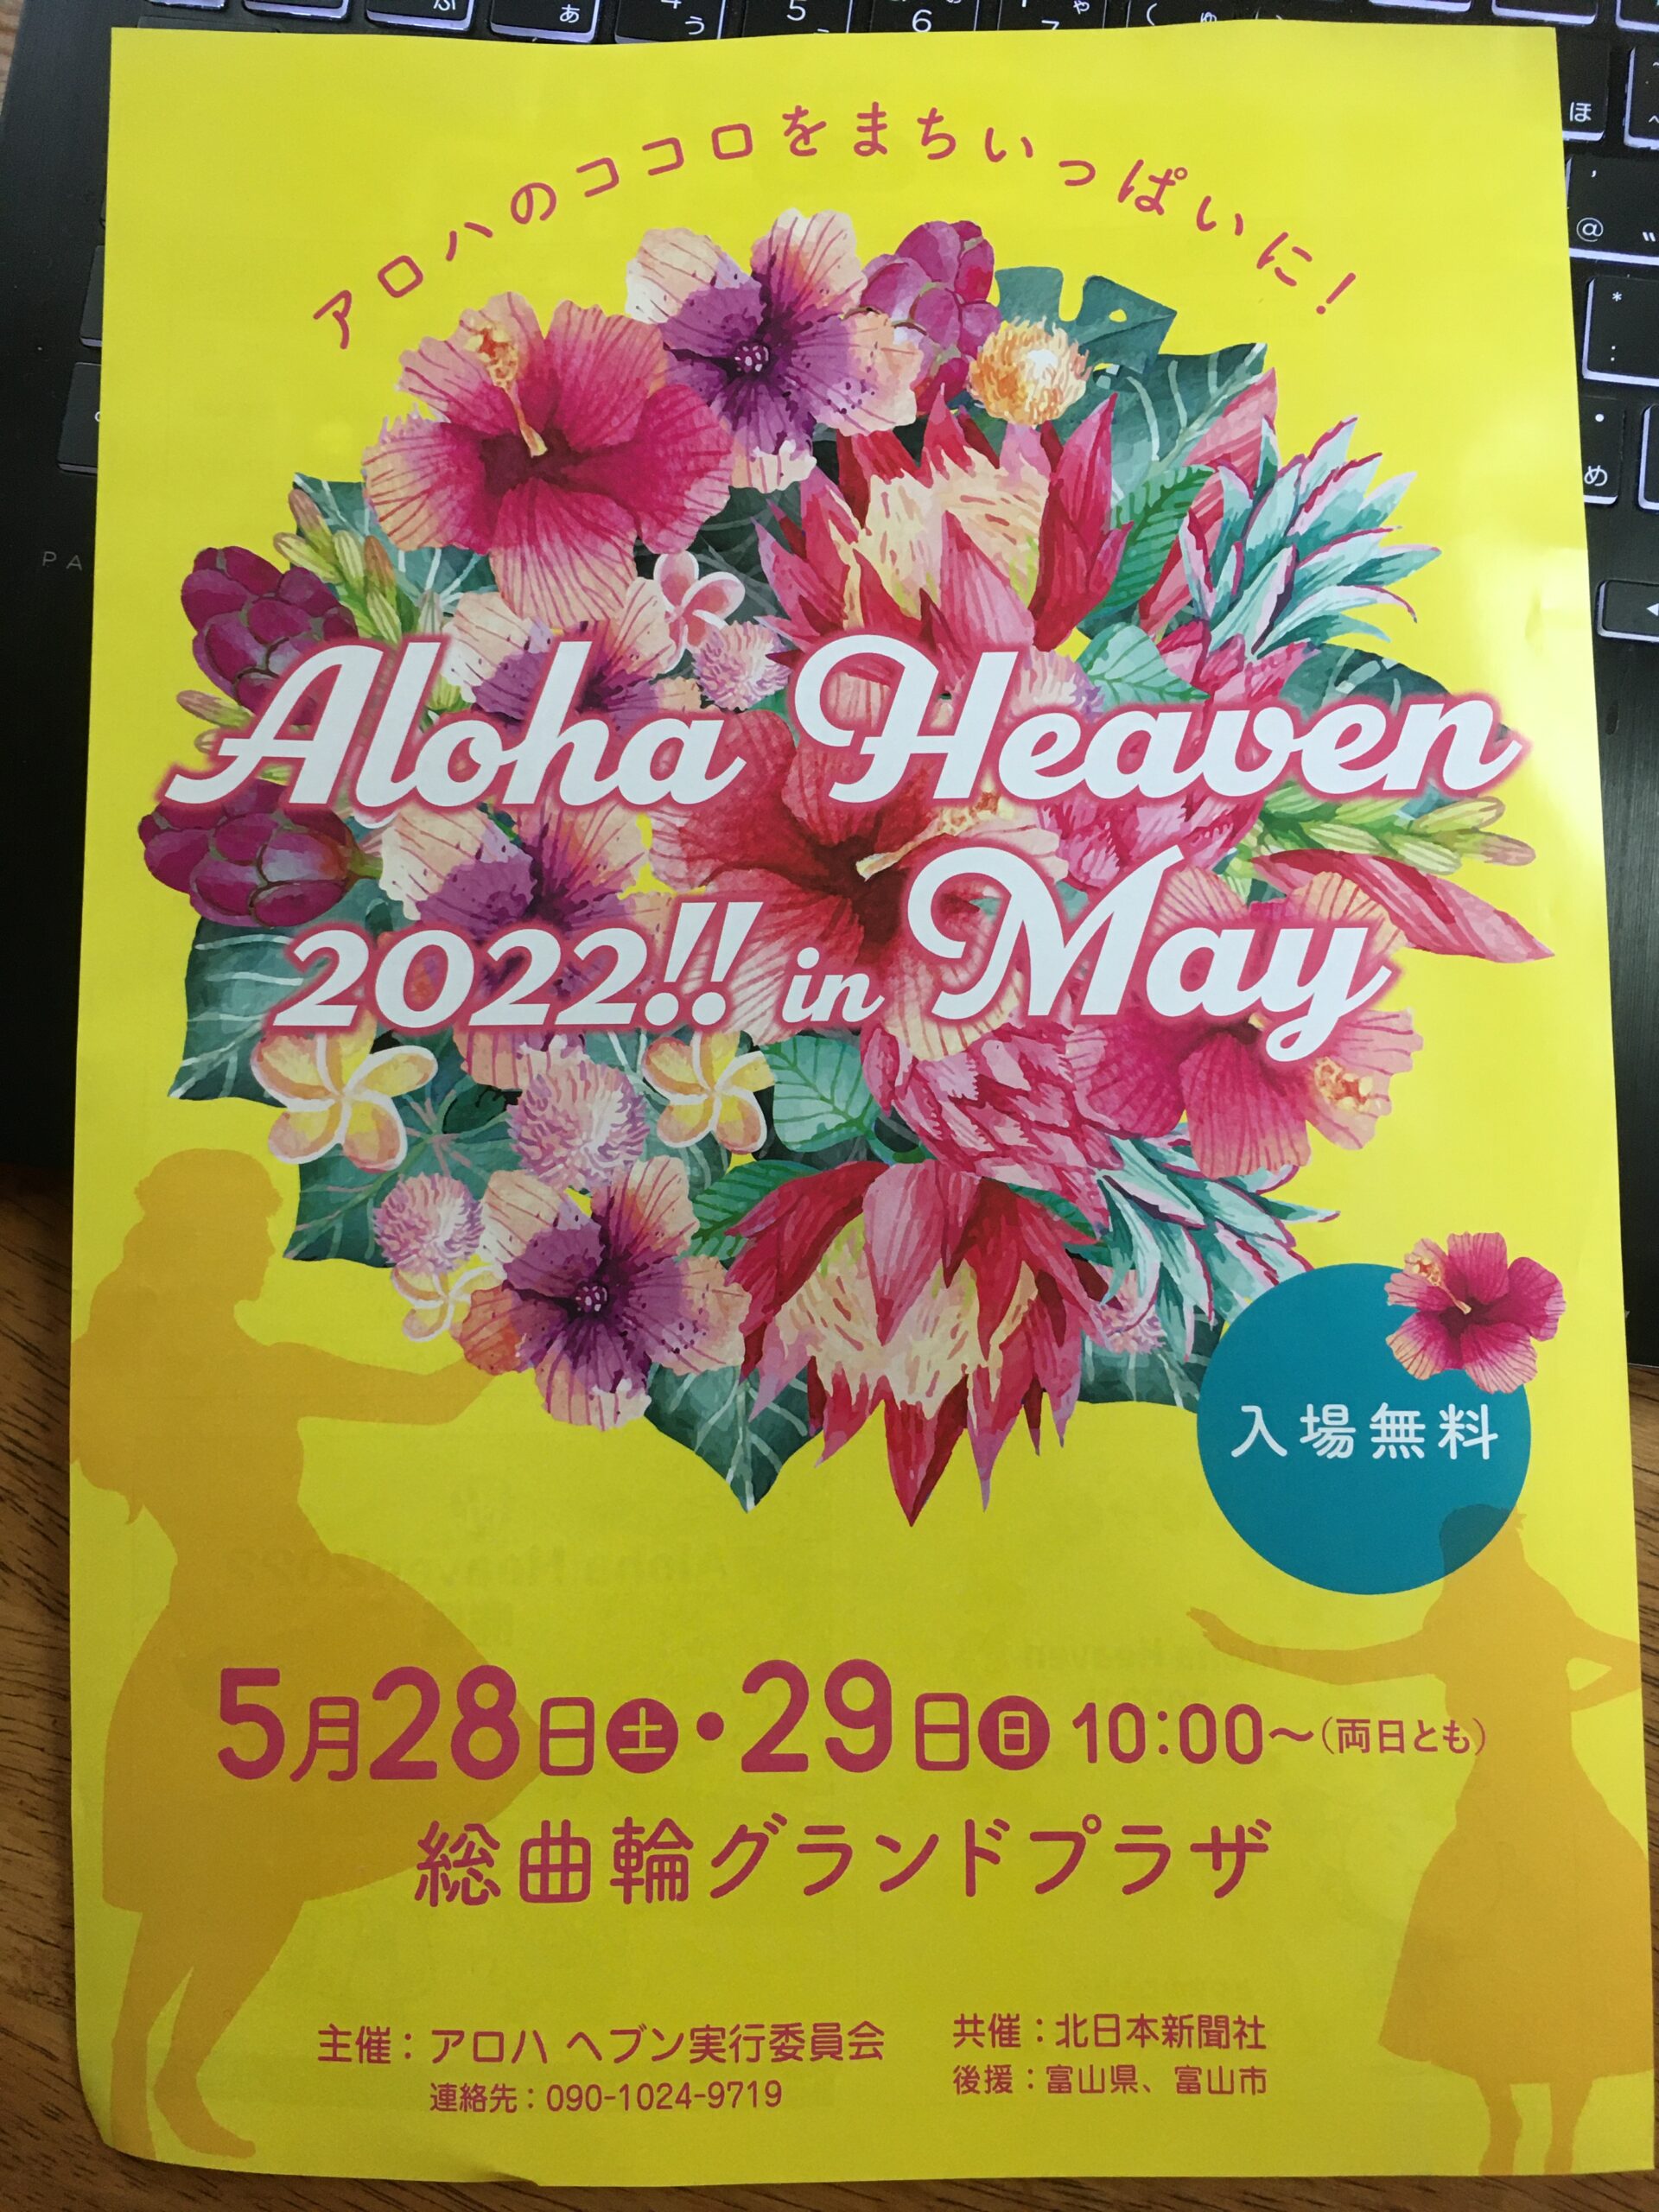 アロハのココロをまちいっぱいに!
Aloha Heaven
2022!! in May
入場無料
5月28日土・29日日 10:00〜(両日とも)
総曲輪グランドプラザ
主催:アロハ ヘブン実行委員会
連絡先:090-1024-9719
共催:北日本新聞社
後援:富山県、富山市